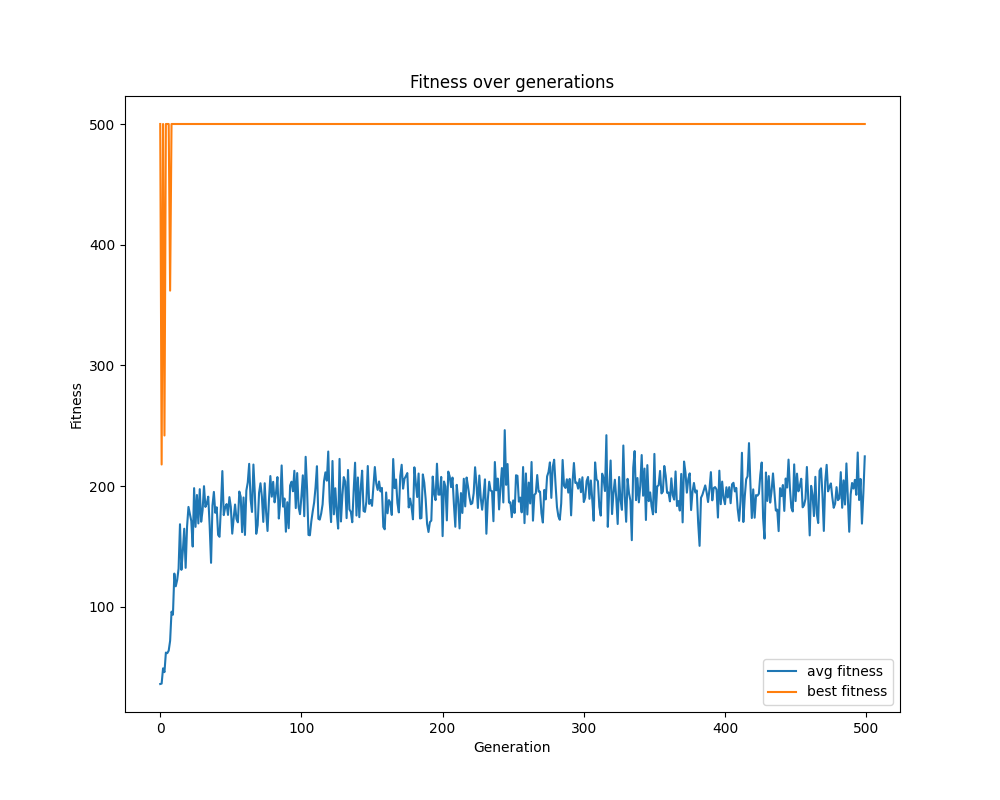 Fitness over generations
500
400
300
200
100
Fitness
0 100 200 300 400 500
Generation
avg fitness
best fitness